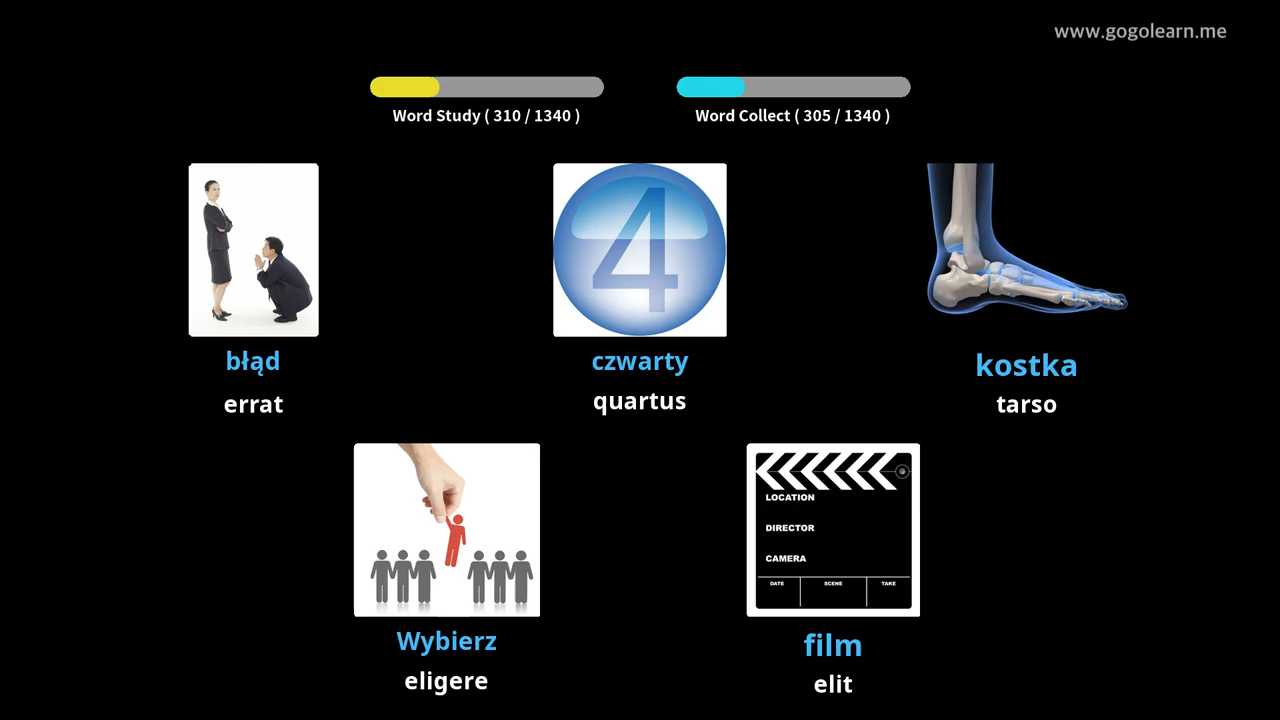 www.gogolearn.me
Word Study ( 310 / 1340 )
Word Collect ( 305 / 1340 )
4
błąd
errat
czwarty
quartus
kostka
tarso
LOCATION
DIRECTOR
CAMERA
DATE
SCENE
TAKE
Wybierz
eligere
film
elit